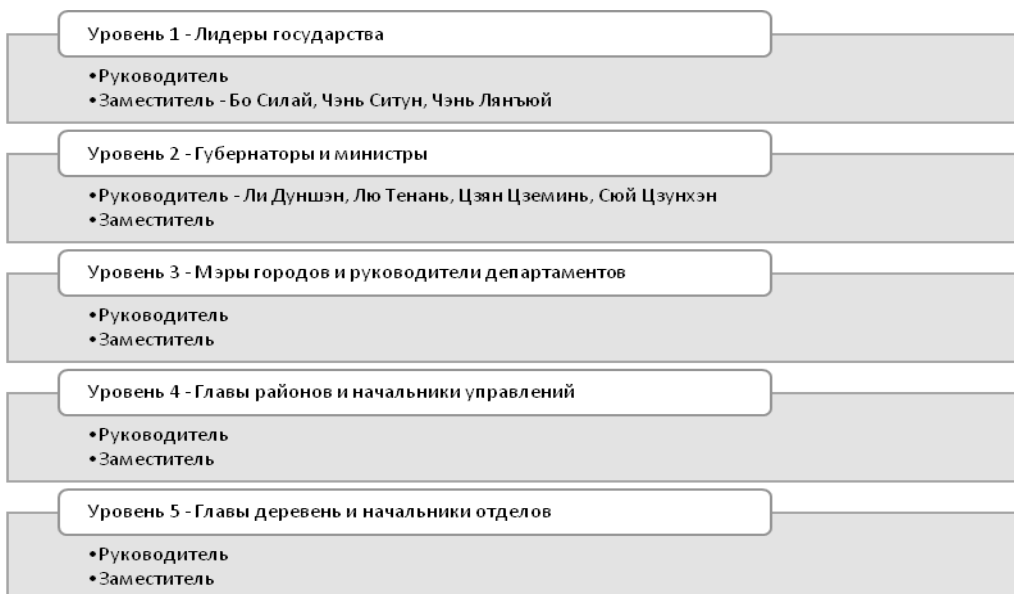 Уровень 1 - Лидеры государства
•Руководитель
•Заместитель - Бо Силай, Чэнь Ситун, Чэнь Лянъюй
Уровень 2 - Губернаторы и министры
•Руководитель - Ли Дуншэн, Лю Тенань, Цзян Цземинь, Сюй Цзунхэн
•Заместитель
Уровень 3 - Мэры городов и руководители департаментов
•Руководитель
•Заместитель
Уровень 4 - Главы районов и начальники управлений
•Руководитель
•Заместитель
Уровень 5 - Главы деревень и начальники отделов
•Руководитель
•Заместитель